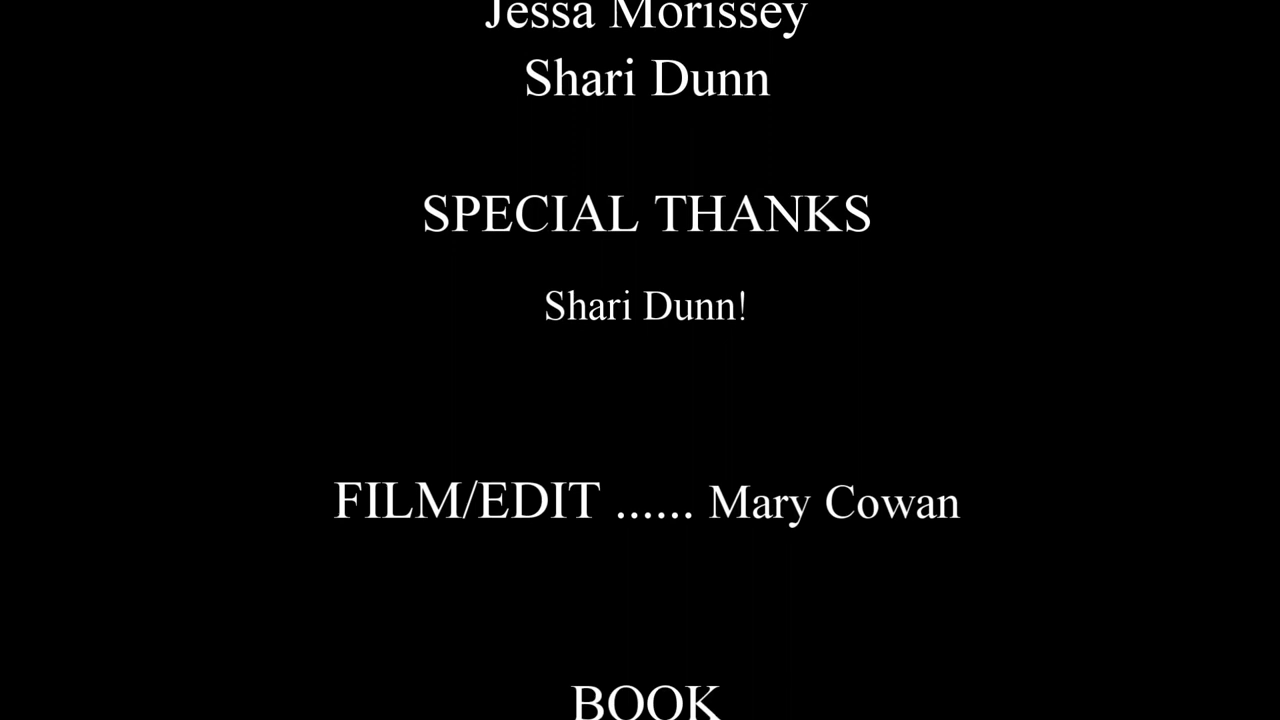 Jessa Morissey
Shari Dunn
SPECIAL THANKS
Shari Dunn!
FILM/EDIT ...... Mary Cowan
BOOK